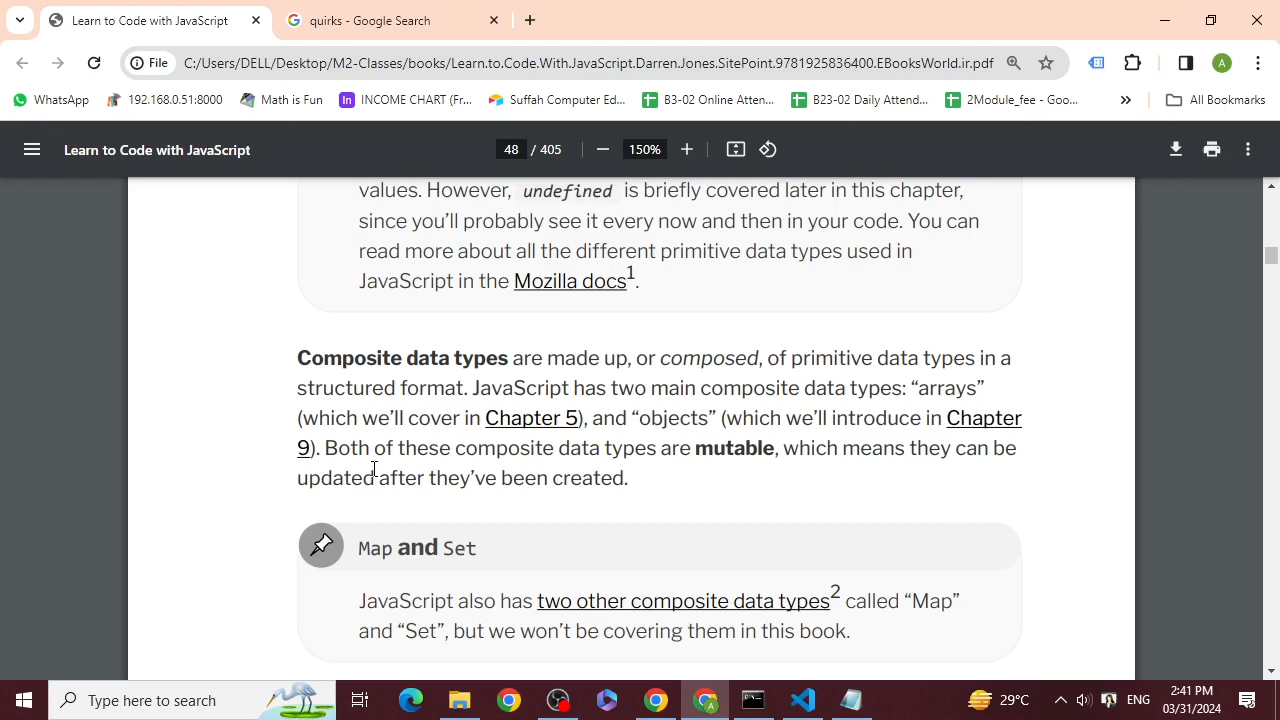 Learn to Code with JavaScript
quirks - Google Search
File
C:/Users/DELL/Desktop/M2-Classes/books/Learn.to.Code.With.JavaScript.Darren.Jones.SitePoint.9781925836400.EBooksWorld.ir.pdf
A
WhatsApp
192.168.0.51:8000
Math is Fun
In INCOME CHART (Fr...
Suffah Computer Ed...
B3-02 Online Atten...
B23-02 Daily Attend...
2Module_fee - Goo...
All Bookmarks
Learn to Code with JavaScript
48 / 405
150%
values. However, undefined is briefly covered later in this chapter,
since you’ll probably see it every now and then in your code. You can
read more about all the different primitive data types used in
JavaScript in the Mozilla docs1.
Composite data types are made up, or composed, of primitive data types in a
structured format. JavaScript has two main composite data types: “arrays”
(which we’ll cover in Chapter 5), and “objects” (which we’ll introduce in Chapter
9). Both of these composite data types are mutable, which means they can be
updated after they’ve been created.
Map and Set
JavaScript also has two other composite data types2 called “Map”
and “Set”, but we won’t be covering them in this book.
Type here to search
A
29°C
ENG
2:41 PM
03/31/2024